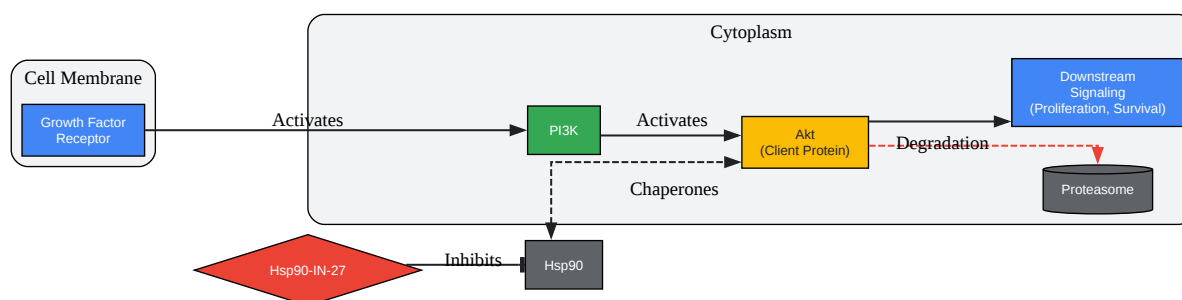 Cytoplasm
Cell Membrane
Growth Factor
Receptor
Activates
PI3K
Activates
Akt
(Client Protein)
Downstream
Signaling
(Proliferation, Survival)
Degradation
Proteasome
Chaperones
Hsp90-IN-27
Inhibits
Hsp90